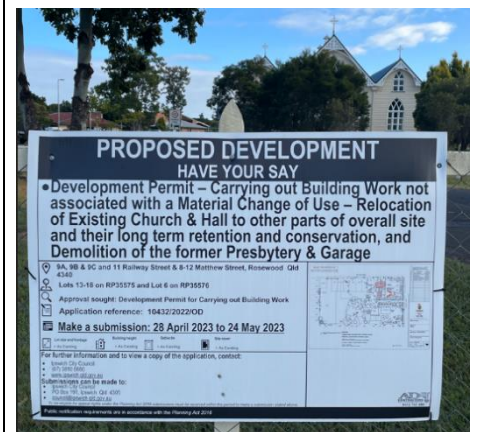 PROPOSED DEVELOPMENT
HAVE YOUR SAY
•Development Permit – Carrying out Building Work not
associated with a Material Change of Use – Relocation
of Existing Church & Hall to other parts of overall site
and their long term retention and conservation, and
Demolition of the former Presbytery & Garage
9A, 9B & 9C and 11 Railway Street & 8-12 Matthew Street, Rosewood Qld
4340
Lots 13-18 on RP35575 and Lot 6 on RP35576
Approval sought: Development Permit for Carrying out Building Work
Application reference: 10432/2022/OD
Make a submission: 28 April 2023 to 24 May 2023
For further information and to view a copy of the application, contact:
Ipswich City Council
Submissions can be made to:
Ipswich City Council
Public notification requirements are in accordance with the Planning Act 2016